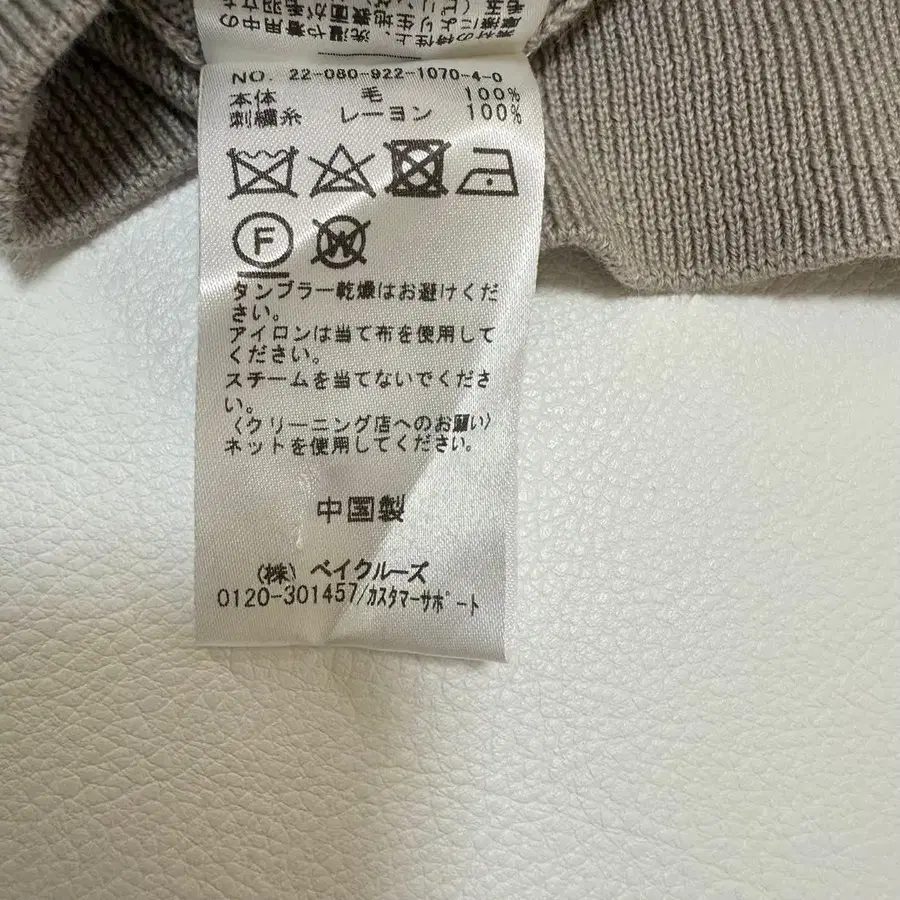 NO. 22-080-922-1070-4-0
本体 毛 100%
刺繍糸 レーヨン 100%
F
W
タンブラー乾燥はお避けくだ
さい。
アイロンは当て布を使用して
ください。
スチームを当てないでくださ
い。
〈クリーニング店へのお願い〉
ネットを使用してください。
中国製
(株) ベイクルーズ
0120-301457/カスタマーサポート